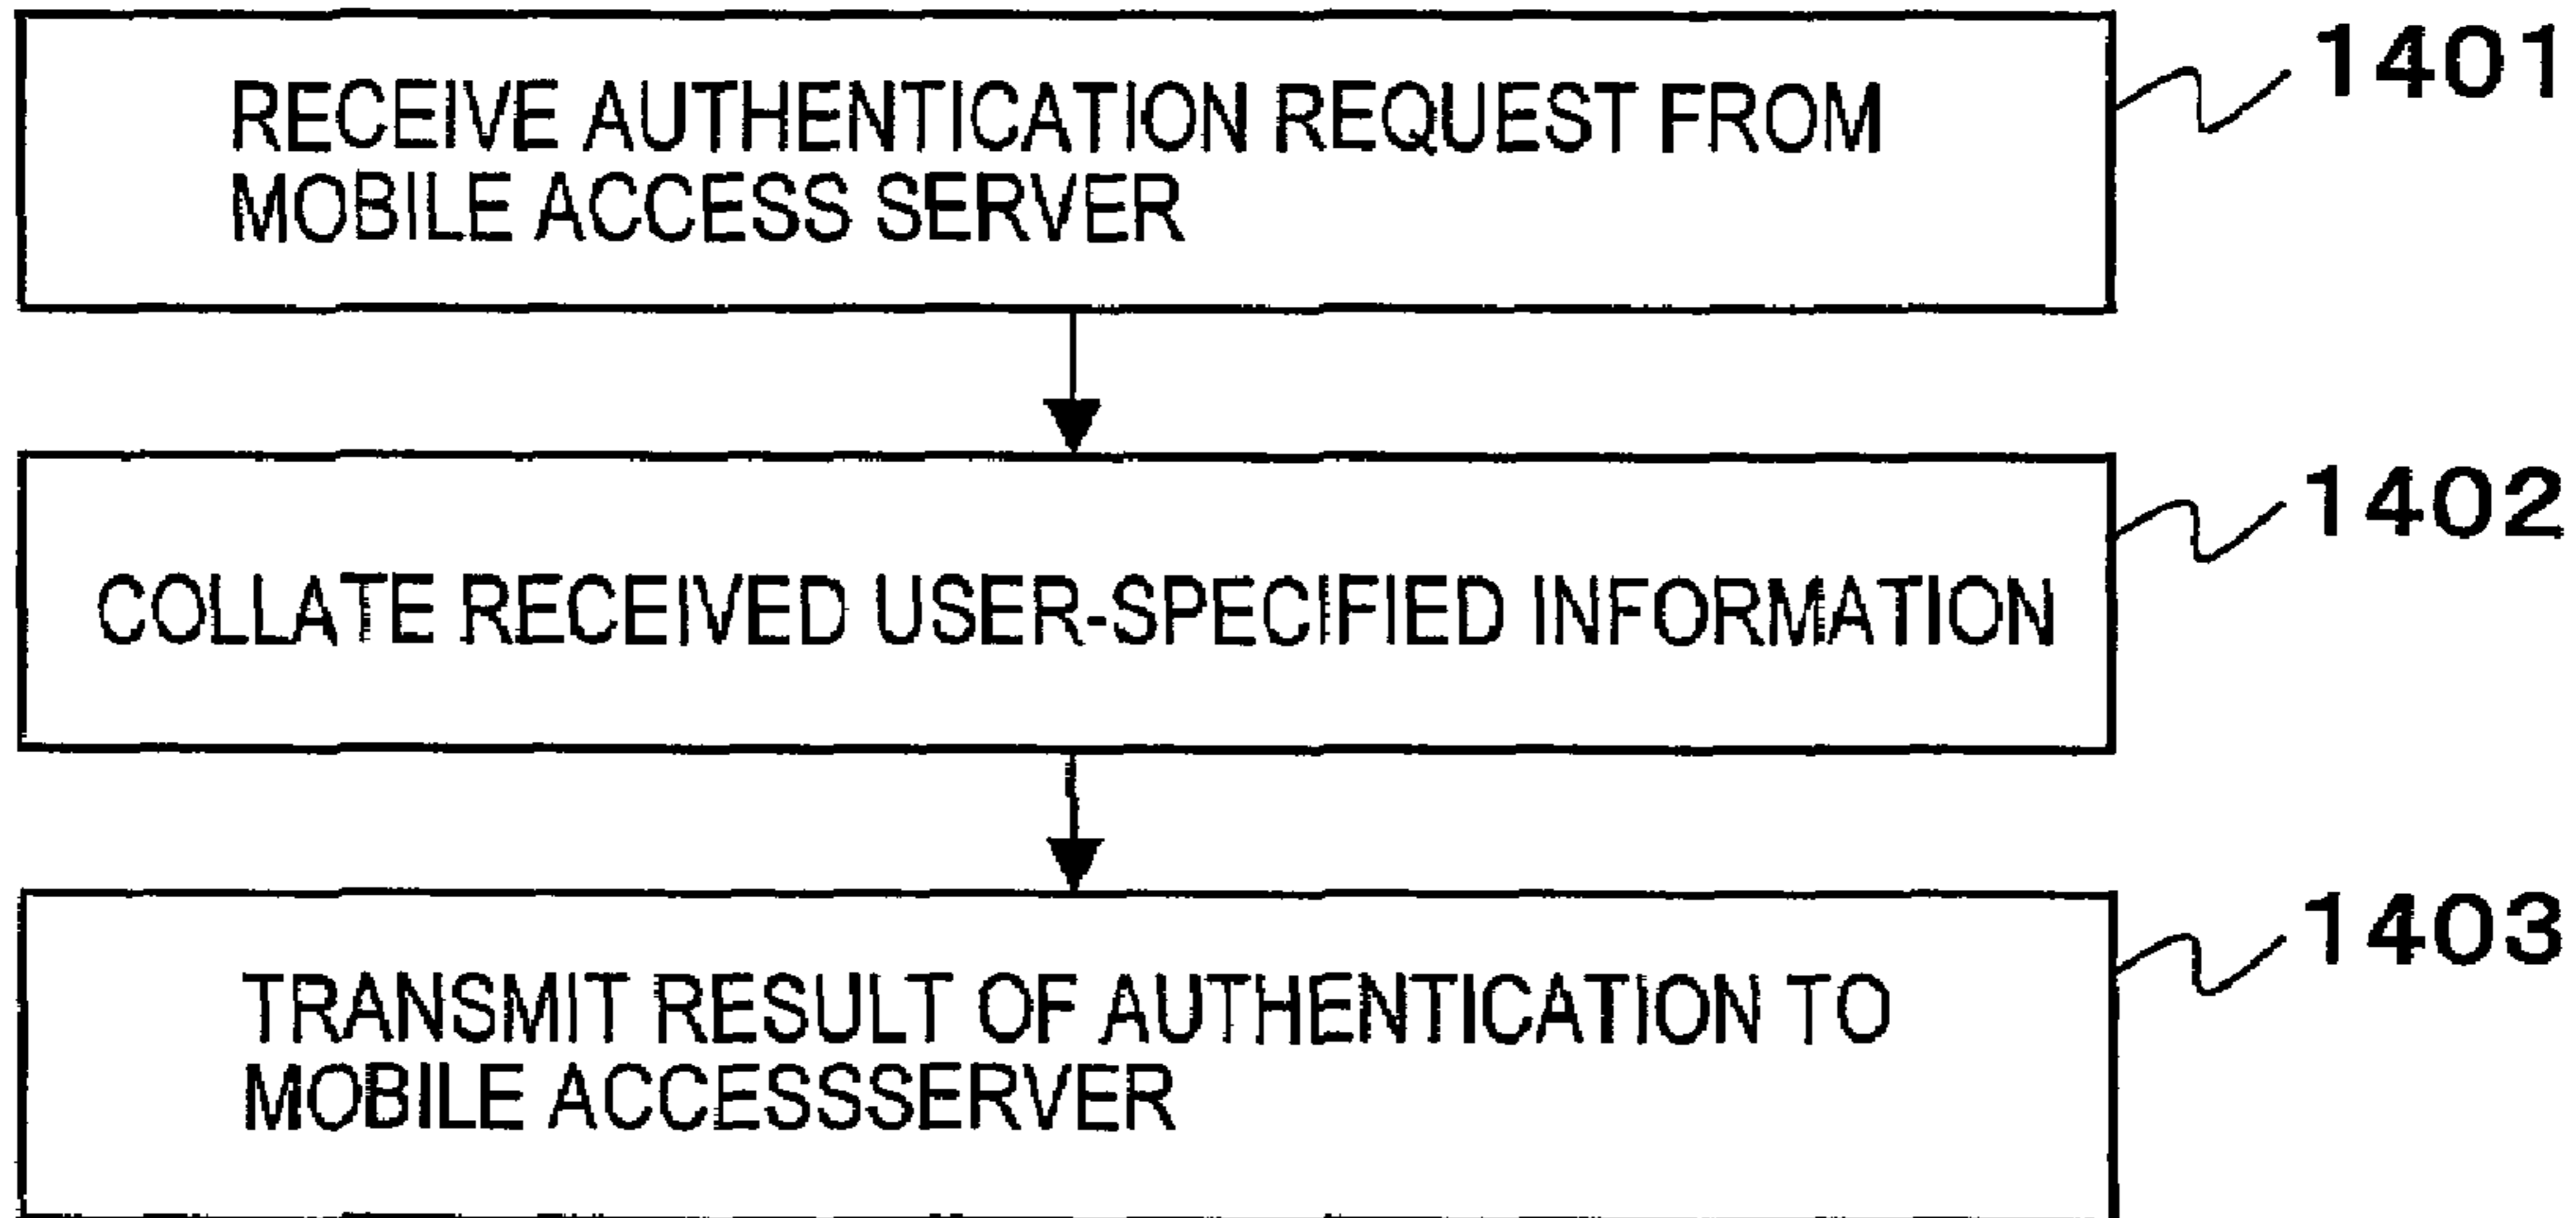 RECEIVE AUTHENTICATION REQUEST FROM
MOBILE ACCESS SERVER
1401
COLLATE RECEIVED USER-SPECIFIED INFORMATION
1402
TRANSMIT RESULT OF AUTHENTICATION TO
MOBILE ACCESSSERVER
1403